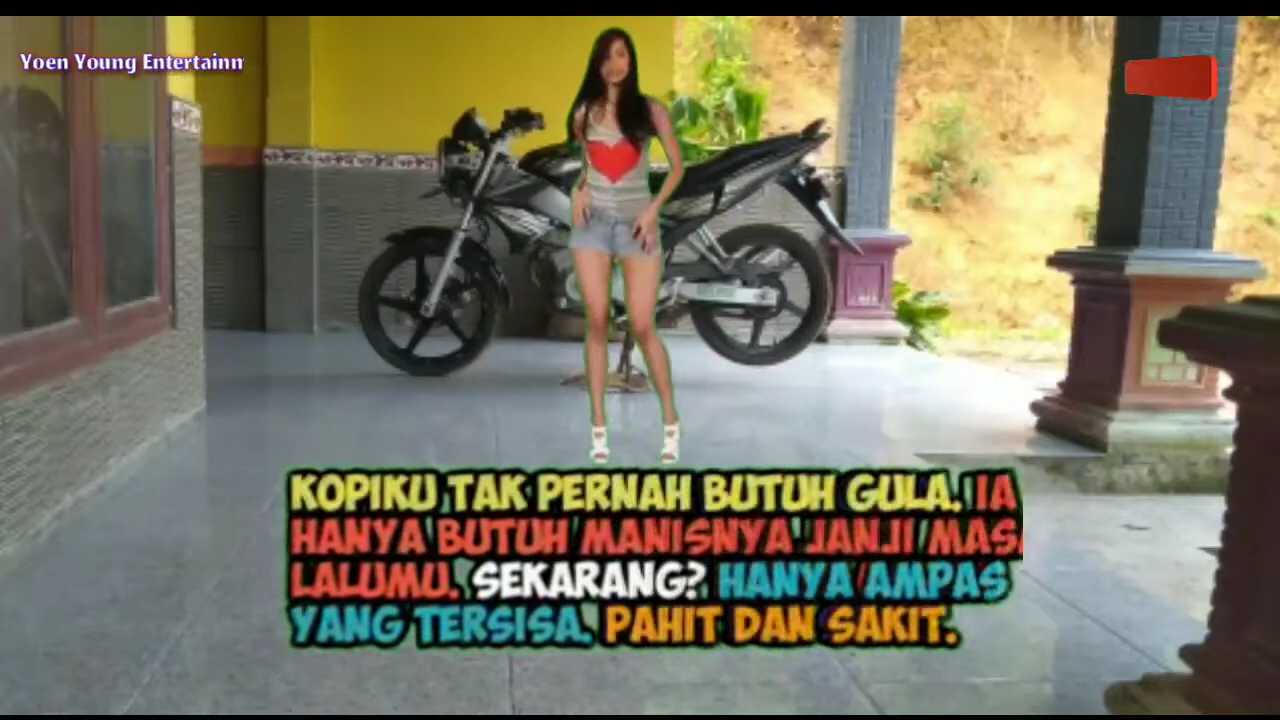 Yoen Young Entertainn
KOPIKU TAK PERNAH BUTUH GULA. IA
HANYA BUTUH MANISNYA JANJI MASA
LALUMU. SEKARANG? HANYA AMPAS
YANG TERSISA. PAHIT DAN SAKIT.